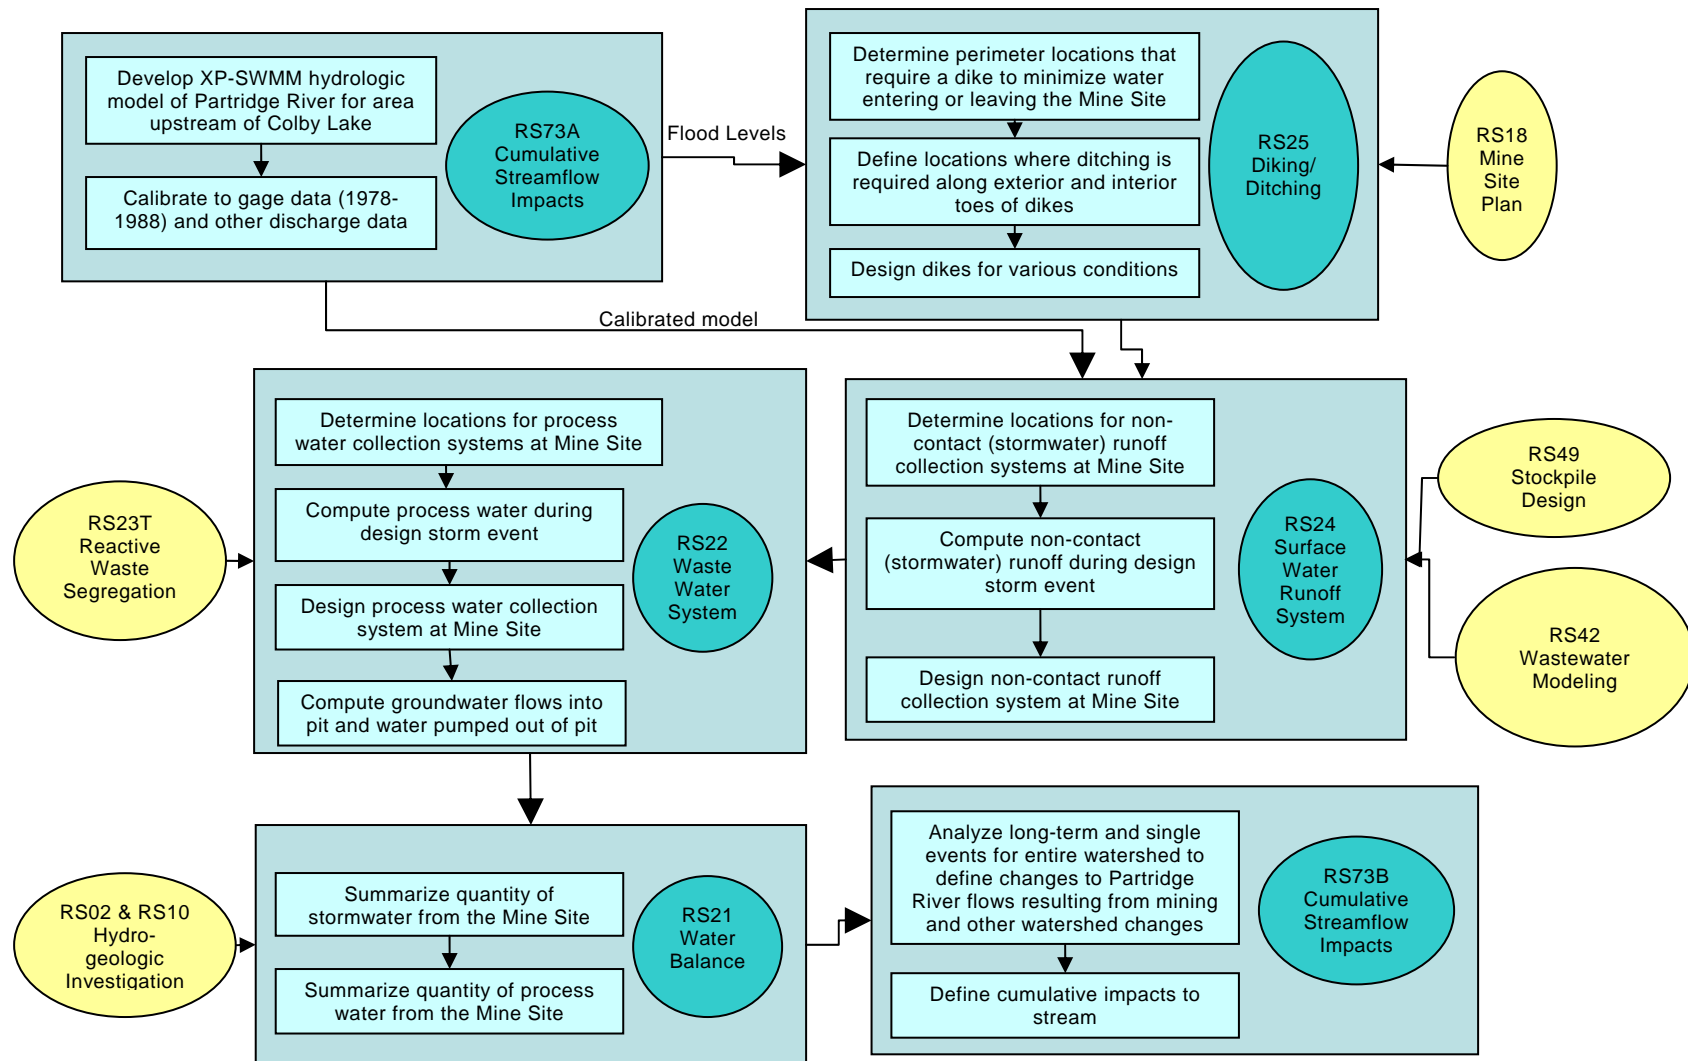 Develop XP-SWMM hydrologic
model of Partridge River for area
upstream of Colby Lake
Calibrate to gage data (1978-
1988) and other discharge data
RS73A
Cumulative
Streamflow
Impacts
Flood Levels
Determine perimeter locations that
require a dike to minimize water
entering or leaving the Mine Site
Define locations where ditching is
required along exterior and interior
toes of dikes
Design dikes for various conditions
RS25
Diking/
Ditching
RS18
Mine
Site
Plan
Calibrated model
Determine locations for process
water collection systems at Mine Site
Compute process water during
design storm event
Design process water collection
system at Mine Site
Compute groundwater flows into
pit and water pumped out of pit
RS22
Waste
Water
System
RS23T
Reactive
Waste
Segregation
Determine locations for non-
contact (stormwater) runoff
collection systems at Mine Site
Compute non-contact
(stormwater) runoff during design
storm event
Design non-contact runoff
collection system at Mine Site
RS24
Surface
Water
Runoff
System
RS49
Stockpile
Design
RS42
Wastewater
Modeling
RS02 & RS10
Hydro-
geologic
Investigation
Summarize quantity of
stormwater from the Mine Site
Summarize quantity of process
water from the Mine Site
RS21
Water
Balance
Analyze long-term and single
events for entire watershed to
define changes to Partridge
River flows resulting from mining
and other watershed changes
Define cumulative impacts to
stream
RS73B
Cumulative
Streamflow
Impacts